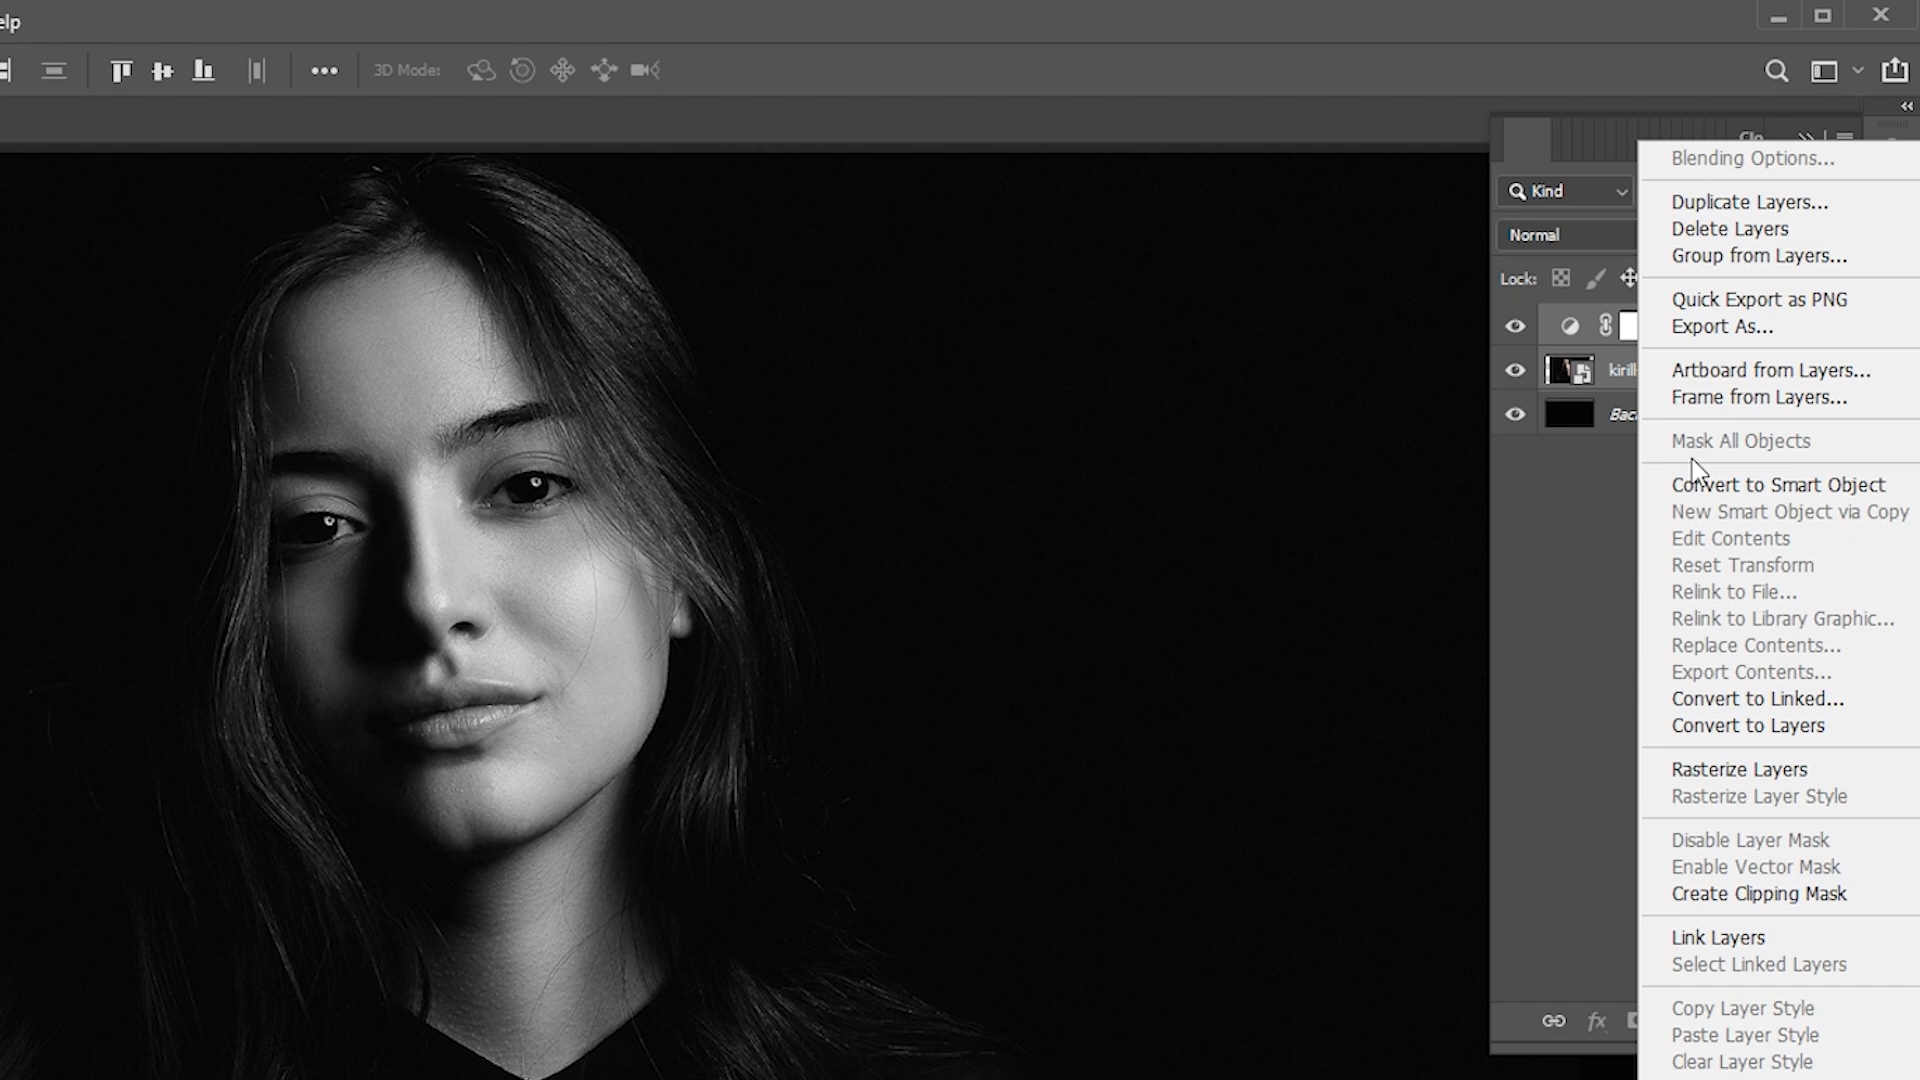 elp
3D Mode:
Clo
Kind
Normal
Lock:
kirill
Bac
Blending Options...
Duplicate Layers...
Delete Layers
Group from Layers...
Quick Export as PNG
Export As...
Artboard from Layers...
Frame from Layers...
Mask All Objects
Convert to Smart Object
New Smart Object via Copy
Edit Contents
Reset Transform
Relink to File...
Relink to Library Graphic...
Replace Contents...
Export Contents...
Convert to Linked...
Convert to Layers
Rasterize Layers
Rasterize Layer Style
Disable Layer Mask
Enable Vector Mask
Create Clipping Mask
Link Layers
Select Linked Layers
Copy Layer Style
Paste Layer Style
Clear Layer Style
fx